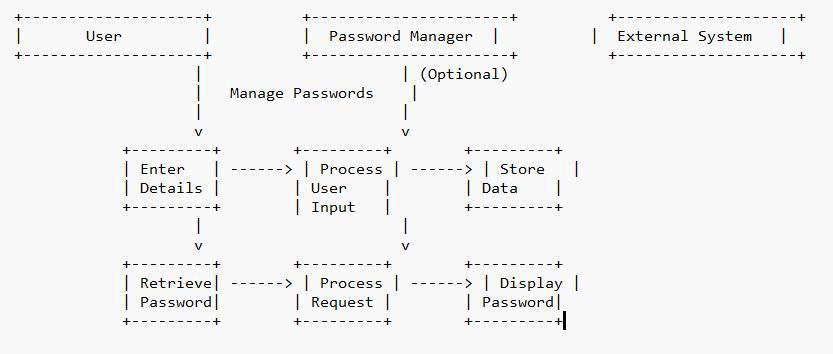 User Password Manager External System
(Optional)
Manage Passwords
Enter ------> Process ------> Store
Details User Data
Input
Retrieve ------> Process ------> Display
Password Request Password